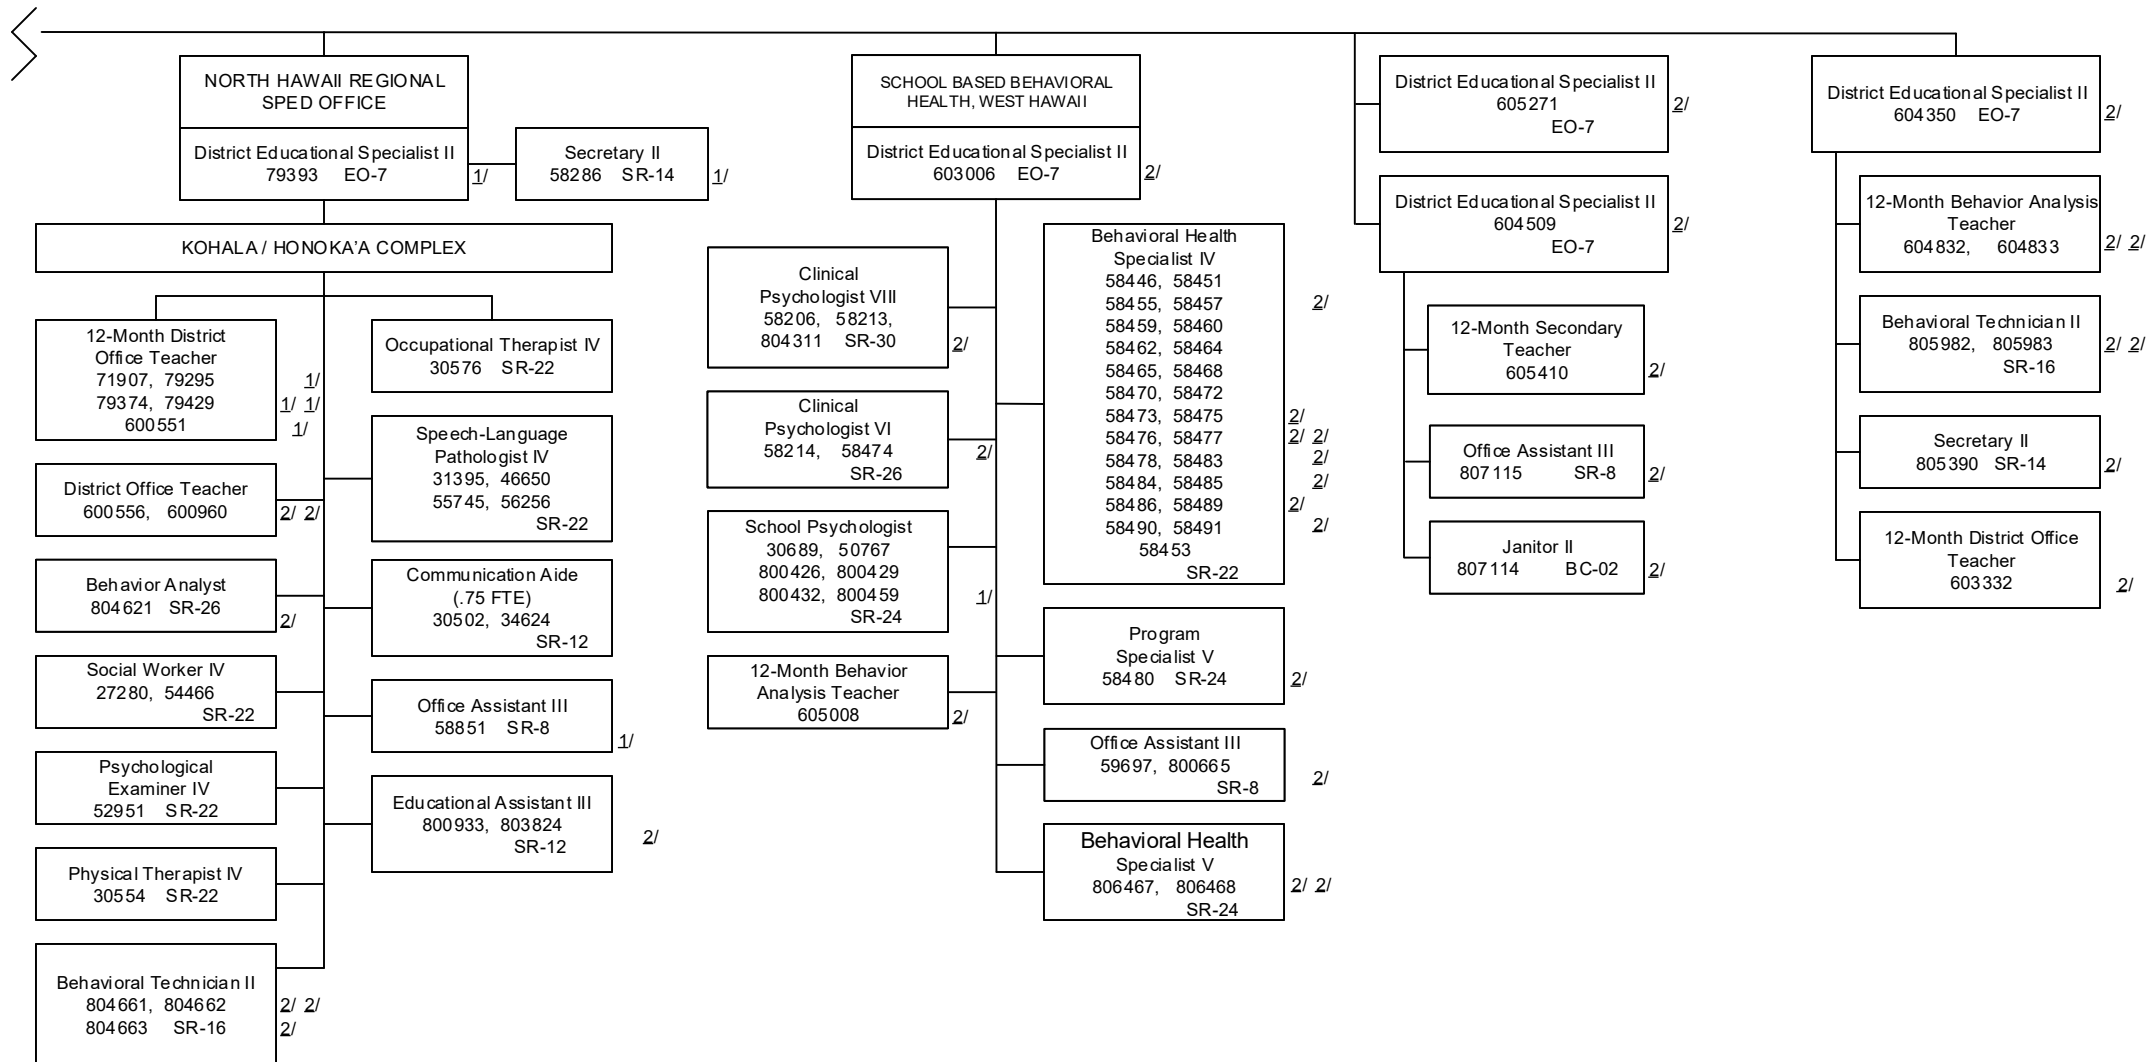 NORTH HAWAII REGIONAL
SPED OFFICE
District Educational Specialist II
79393 EO-7
1/
Secretary II
58286 SR-14
1/
KOHALA / HONOKA'A COMPLEX
12-Month District
Office Teacher
71907, 79295
1/
79374, 79429
1/ 1/
600551
1/
District Office Teacher
600556, 600960
2/ 2/
Behavior Analyst
804621 SR-26
2/
Social Worker IV
27280, 54466
SR-22
Psychological
Examiner IV
52951 SR-22
Physical Therapist IV
30554 SR-22
Behavioral Technician II
804661, 804662
2/ 2/
804663 SR-16
2/
Occupational Therapist IV
30576 SR-22
Speech-Language
Pathologist IV
31395, 46650
55745, 56256
SR-22
Communication Aide
(.75 FTE)
30502, 34624
SR-12
Office Assistant III
58851 SR-8
1/
Educational Assistant III
800933, 803824
2/
SR-12
SCHOOL BASED BEHAVIORAL
HEALTH, WEST HAWAII
District Educational Specialist II
603006 EO-7
2/
Clinical
Psychologist VIII
58206, 58213,
804311 SR-30
2/
Clinical
Psychologist VI
58214, 58474
2/
SR-26
School Psychologist
30689, 50767
800426, 800429
800432, 800459
1/
SR-24
12-Month Behavior
Analysis Teacher
605008
2/
Behavioral Health
Specialist IV
58446, 58451
58455, 58457
2/
58459, 58460
58462, 58464
58465, 58468
58470, 58472
58473, 58475
2/
58476, 58477
2/ 2/
58478, 58483
2/
58484, 58485
2/
58486, 58489
2/
58490, 58491
2/
58453
SR-22
Program
Specialist V
58480 SR-24
2/
Office Assistant III
59697, 800665
2/
SR-8
Behavioral Health
Specialist V
806467, 806468
2/ 2/
SR-24
District Educational Specialist II
605271
2/
EO-7
District Educational Specialist II
604509
2/
EO-7
12-Month Secondary
Teacher
605410
2/
Office Assistant III
807115 SR-8
2/
Janitor II
807114 BC-02
2/
District Educational Specialist II
604350 EO-7
2/
12-Month Behavior Analysis
Teacher
604832, 604833
2/ 2/
Behavioral Technician II
805982, 805983
2/ 2/
SR-16
Secretary II
805390 SR-14
2/
12-Month District Office
Teacher
603332
2/